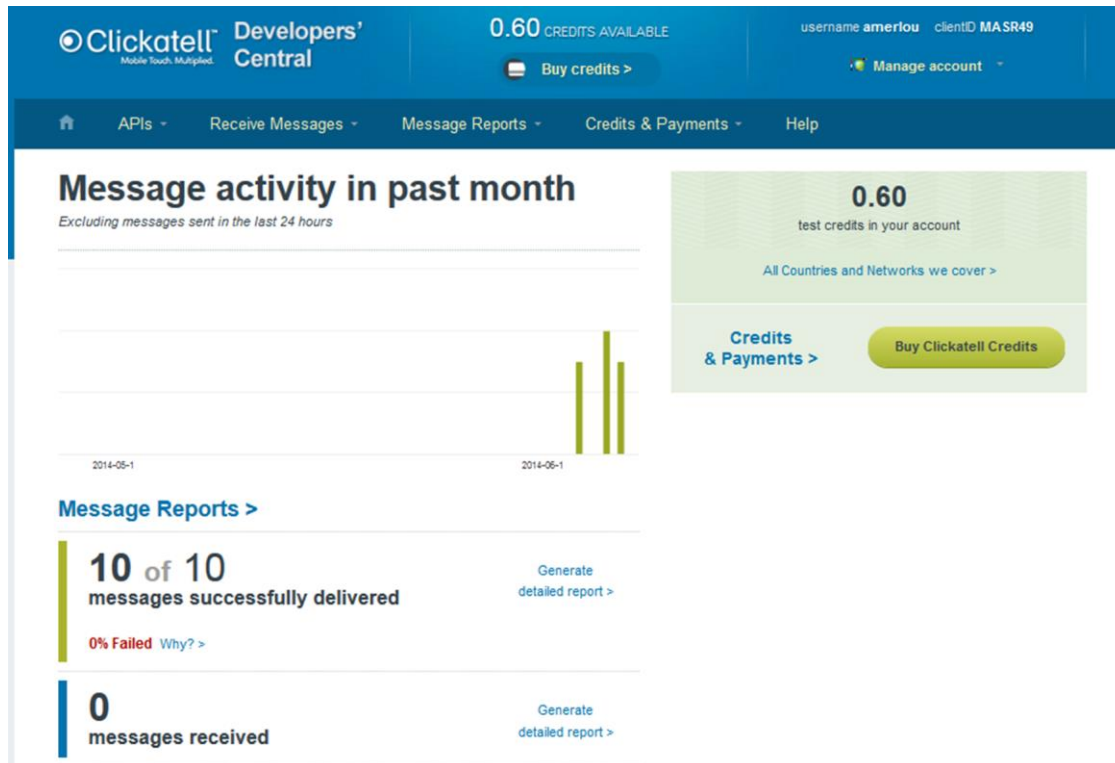 Clickatell™
Mobile Touch. Multiplied.
Developers'
Central
0.60 CREDITS AVAILABLE
Buy credits >
username amerlou clientID MASR49
Manage account
APIs
Receive Messages
Message Reports
Credits & Payments
Help
Message activity in past month
Excluding messages sent in the last 24 hours
2014-05-1
2014-06-1
0.60
test credits in your account
All Countries and Networks we cover >
Credits
& Payments >
Buy Clickatell Credits
Message Reports >
10 of 10
messages successfully delivered
0% Failed Why? >
Generate
detailed report >
0
messages received
Generate
detailed report >